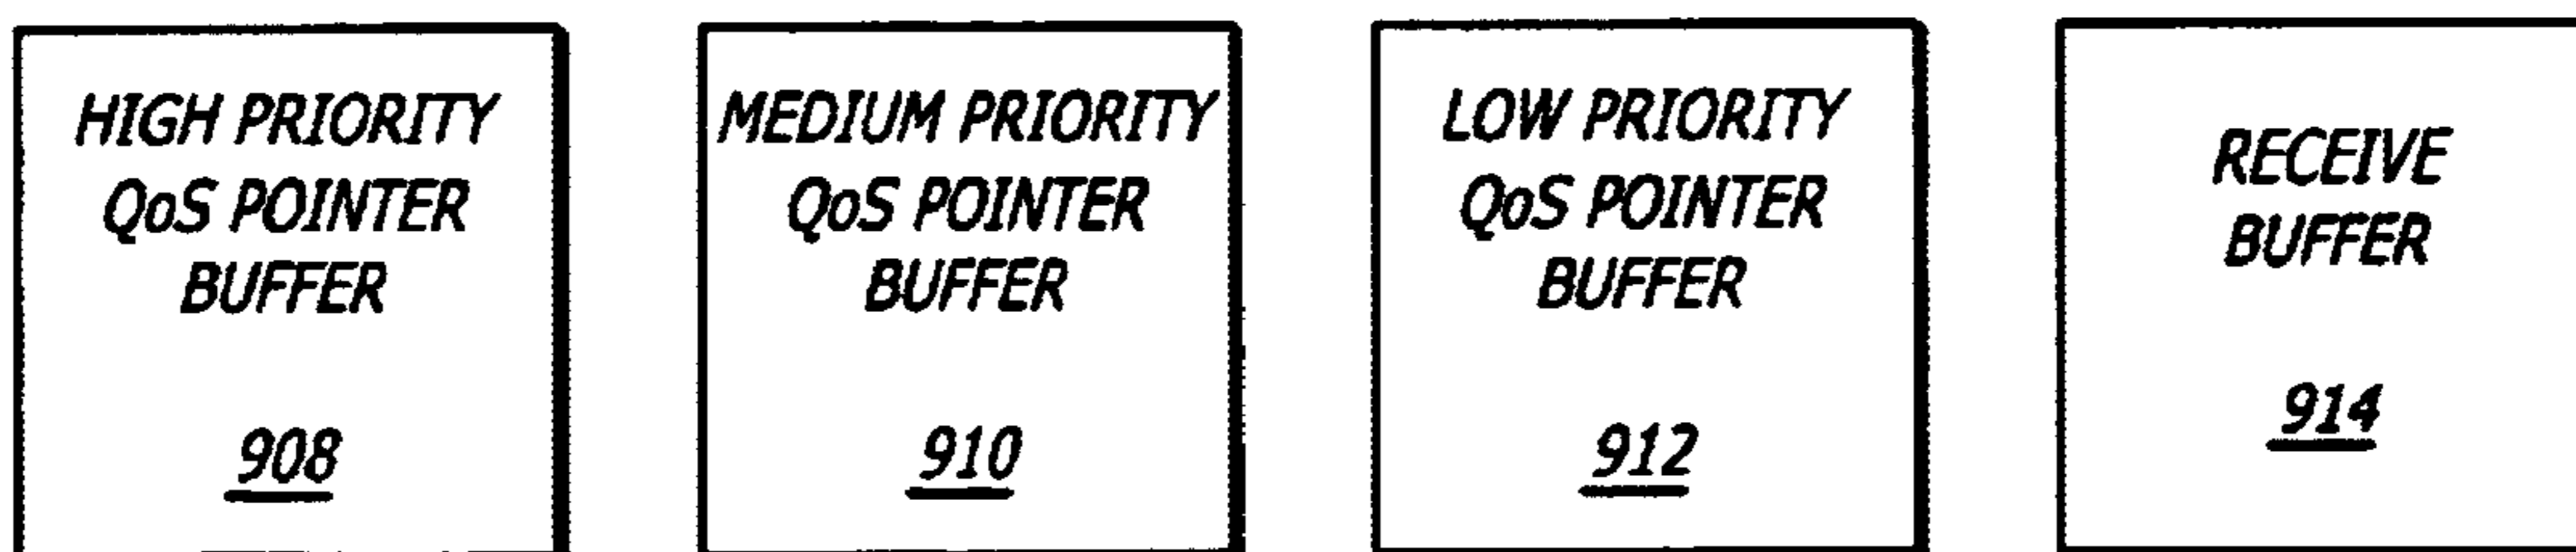 HIGH PRIORITY
QoS POINTER
BUFFER
908
MEDIUM PRIORITY
QoS POINTER
BUFFER
910
LOW PRIORITY
QoS POINTER
BUFFER
912
RECEIVE
BUFFER
914